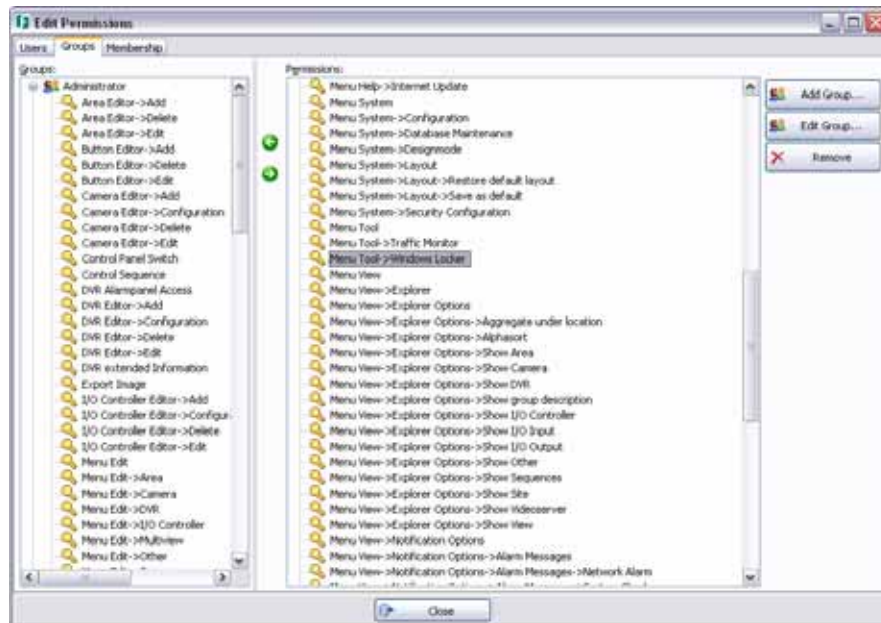 Edit Permissions
Users Groups Membership
Groups:
Administrator
Area Editor->Add
Area Editor->Delete
Area Editor->Edit
Button Editor->Add
Button Editor->Delete
Button Editor->Edit
Camera Editor->Add
Camera Editor->Configuration
Camera Editor->Delete
Camera Editor->Edit
Control Panel Switch
Control Sequence
DVR Alarmpanel Access
DVR Editor->Add
DVR Editor->Configuration
DVR Editor->Delete
DVR Editor->Edit
DVR extended Information
Export Image
I/O Controller Editor->Add
I/O Controller Editor->Configur
I/O Controller Editor->Delete
I/O Controller Editor->Edit
Menu Edit
Menu Edit->Area
Menu Edit->Camera
Menu Edit->DVR
Menu Edit->I/O Controller
Menu Edit->Multiview
Menu Edit->Other
Permissions:
Menu Help->Internet Update
Menu System
Menu System->Configuration
Menu System->Database Maintenance
Menu System->Designmode
Menu System->Layout
Menu System->Layout->Restore default layout
Menu System->Layout->Save as default
Menu System->Security Configuration
Menu Tool
Menu Tool->Traffic Monitor
Menu Tool->Windows Locker
Menu View
Menu View->Explorer
Menu View->Explorer Options
Menu View->Explorer Options->Aggregate under location
Menu View->Explorer Options->Alphasort
Menu View->Explorer Options->Show Area
Menu View->Explorer Options->Show Camera
Menu View->Explorer Options->Show DVR
Menu View->Explorer Options->Show group description
Menu View->Explorer Options->Show I/O Controller
Menu View->Explorer Options->Show I/O Input
Menu View->Explorer Options->Show I/O Output
Menu View->Explorer Options->Show Other
Menu View->Explorer Options->Show Sequences
Menu View->Explorer Options->Show Site
Menu View->Explorer Options->Show Videoserver
Menu View->Explorer Options->Show View
Menu View->Notification Options
Menu View->Notification Options->Alarm Messages
Menu View->Notification Options->Alarm Messages->Network Alarm
Add Group...
Edit Group...
Remove
Close